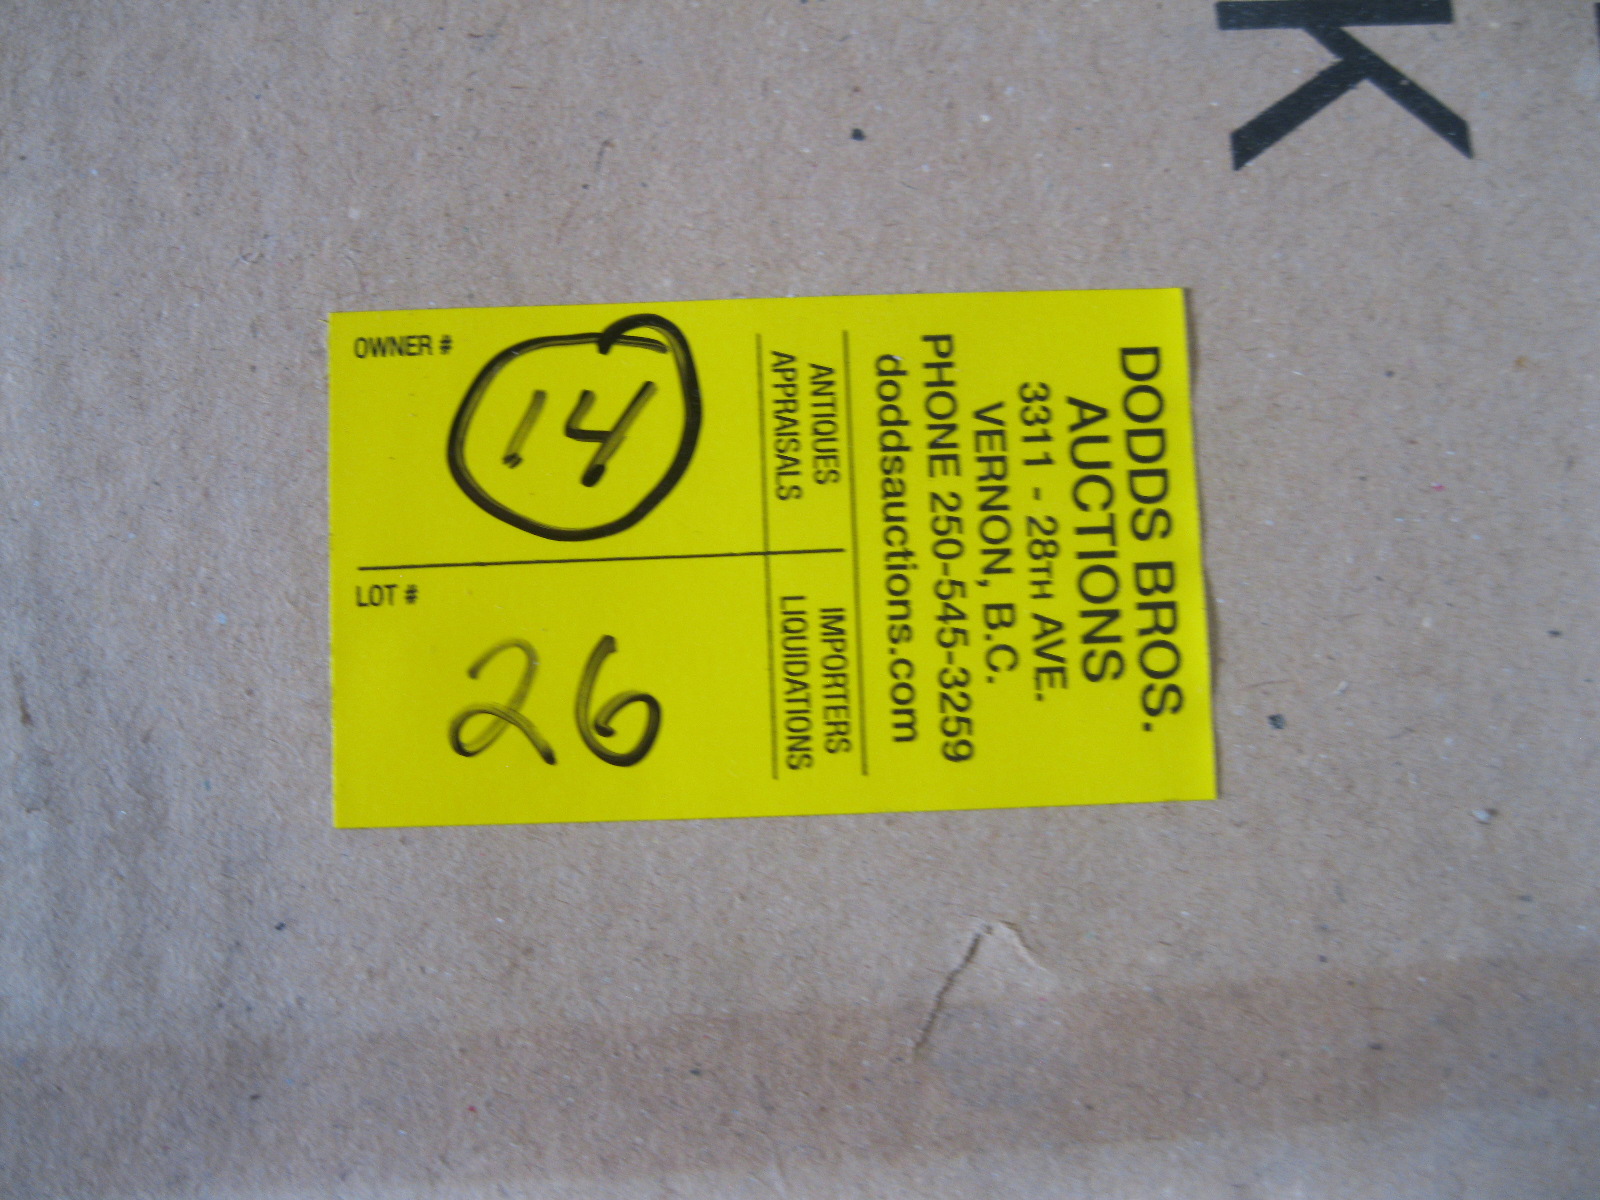 DODDS BROS.
AUCTIONS
3311 - 28TH AVE.
VERNON, B.C.
PHONE 250-545-3259
doddsauctions.com
ANTIQUES IMPORTERS
APPRAISALS LIQUIDATIONS
OWNER # 14
LOT # 26
K